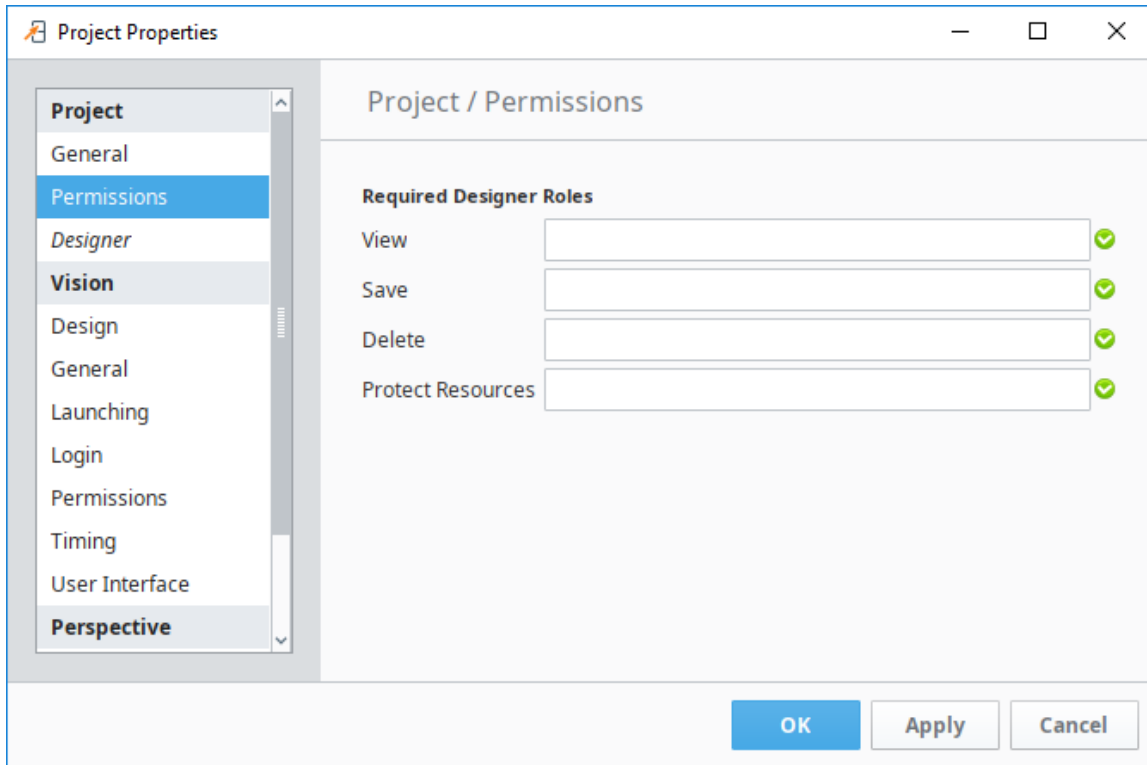 Project Properties
Project
General
Permissions
Designer
Vision
Design
General
Launching
Login
Permissions
Timing
User Interface
Perspective
Project / Permissions
Required Designer Roles
View
Save
Delete
Protect Resources
OK
Apply
Cancel